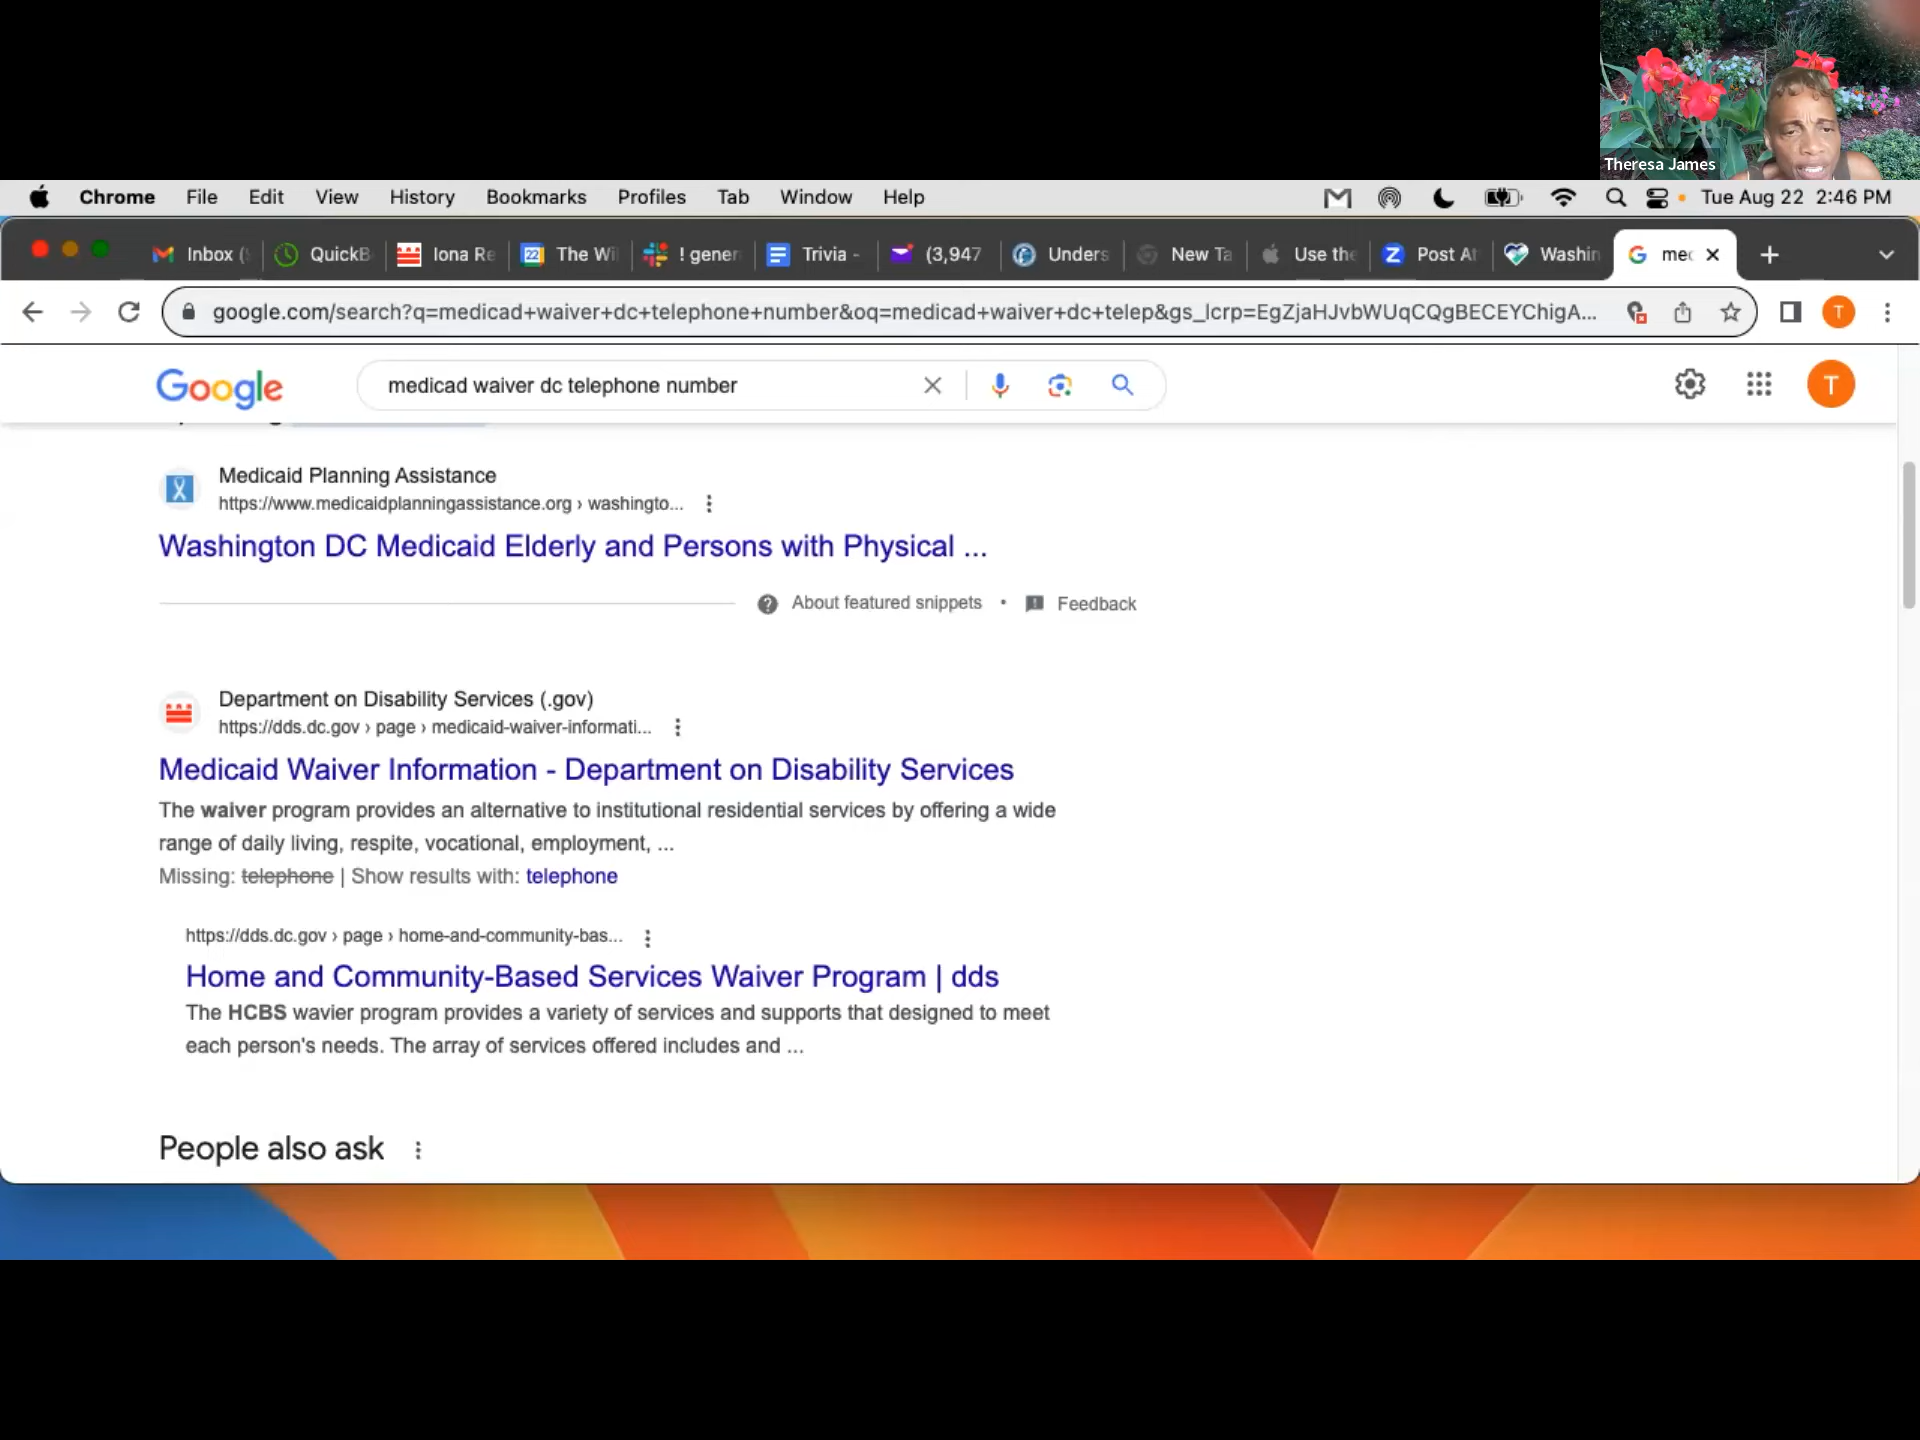 Theresa James
Chrome File Edit View History Bookmarks Profiles Tab Window Help Tue Aug 22 2:46 PM
Inbox ( QuickB Iona Re 22 The Wi ! gener Trivia - (3,947 Unders New Ta Use the Z Post At Washin G med
google.com/search?q=medicad+waiver+dc+telephone+number&oq=medicad+waiver+dc+telep&gs_lcrp=EgZjaHJvbWUqCQgBECEYChigA... T
Google medicad waiver dc telephone number T
Medicaid Planning Assistance
https://www.medicaidplanningassistance.org › washingto...
Washington DC Medicaid Elderly and Persons with Physical ...
About featured snippets • Feedback
Department on Disability Services (.gov)
https://dds.dc.gov › page › medicaid-waiver-informati...
Medicaid Waiver Information - Department on Disability Services
The waiver program provides an alternative to institutional residential services by offering a wide
range of daily living, respite, vocational, employment, ...
Missing: telephone | Show results with: telephone
https://dds.dc.gov › page › home-and-community-bas...
Home and Community-Based Services Waiver Program | dds
The HCBS wavier program provides a variety of services and supports that designed to meet
each person's needs. The array of services offered includes and ...
People also ask